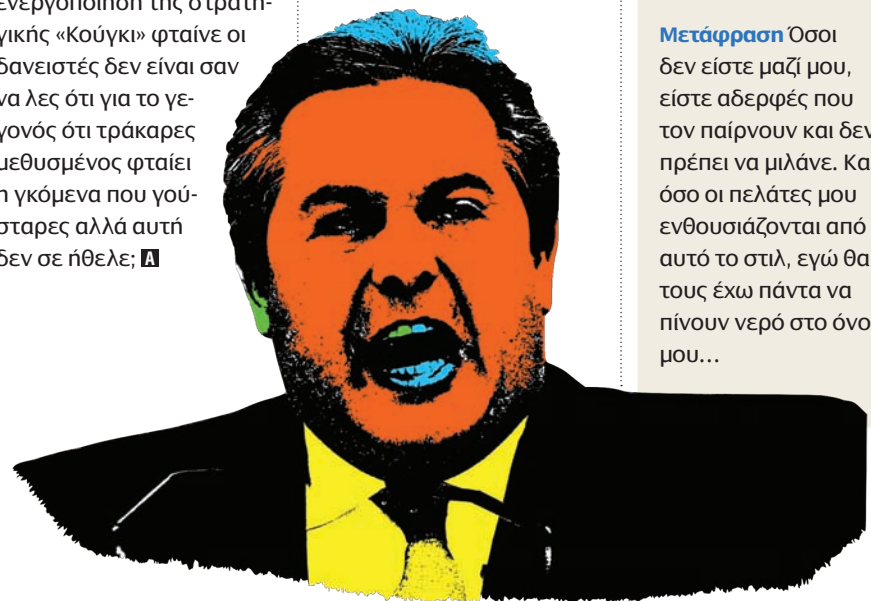 ενεργοποίηση της στρατη-
γικής «Κούγκι» φταίνε οι
δανειστές δεν είναι σαν
να λες ότι για το γε-
γονός ότι τράκαρες
μεθυσμένος φταίει
η γκόμενα που γού-
σταρες αλλά αυτή
δεν σε ήθελε; A
Μετάφραση Όσοι
δεν είστε μαζί μου,
είστε αδερφές που
τον παίρνουν και δεν
πρέπει να μιλάνε. Κα
όσο οι πελάτες μου
ενθουσιάζονται από
αυτό το στιλ, εγώ θα
τους έχω πάντα να
πίνουν νερό στο όνο
μου...